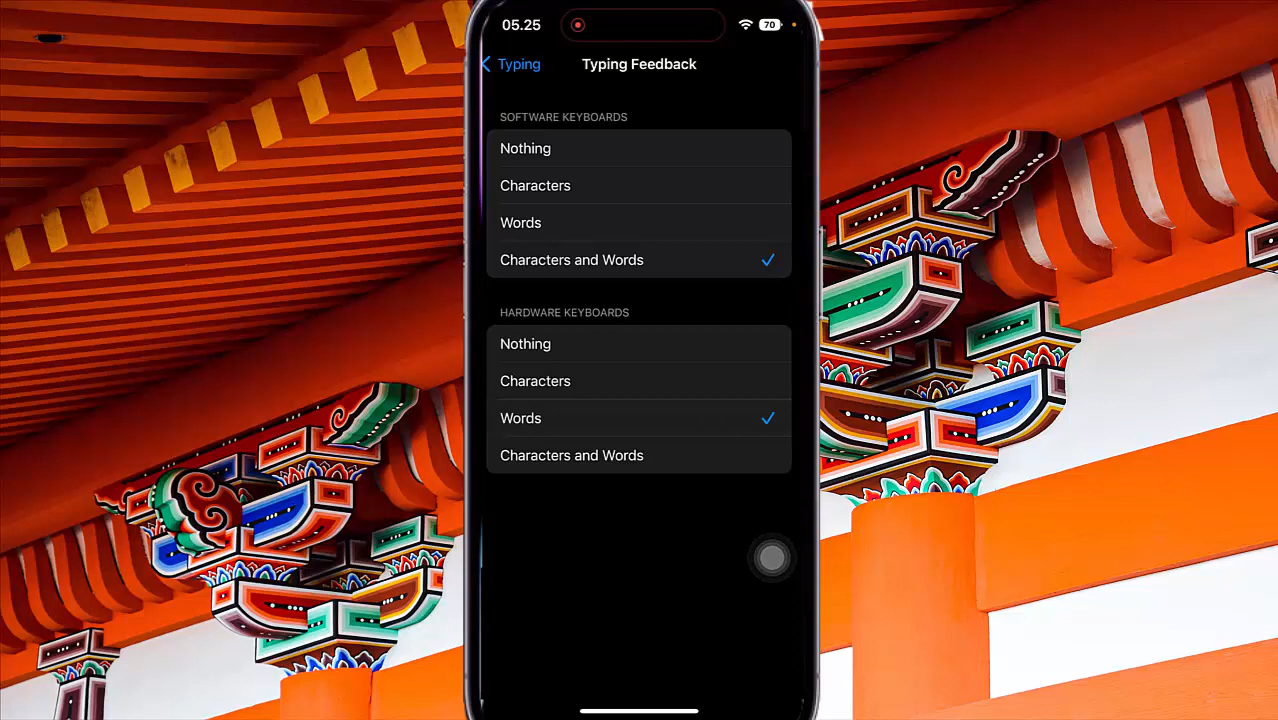 05.25
70
Typing
Typing Feedback
SOFTWARE KEYBOARDS
Nothing
Characters
Words
Characters and Words
HARDWARE KEYBOARDS
Nothing
Characters
Words
Characters and Words